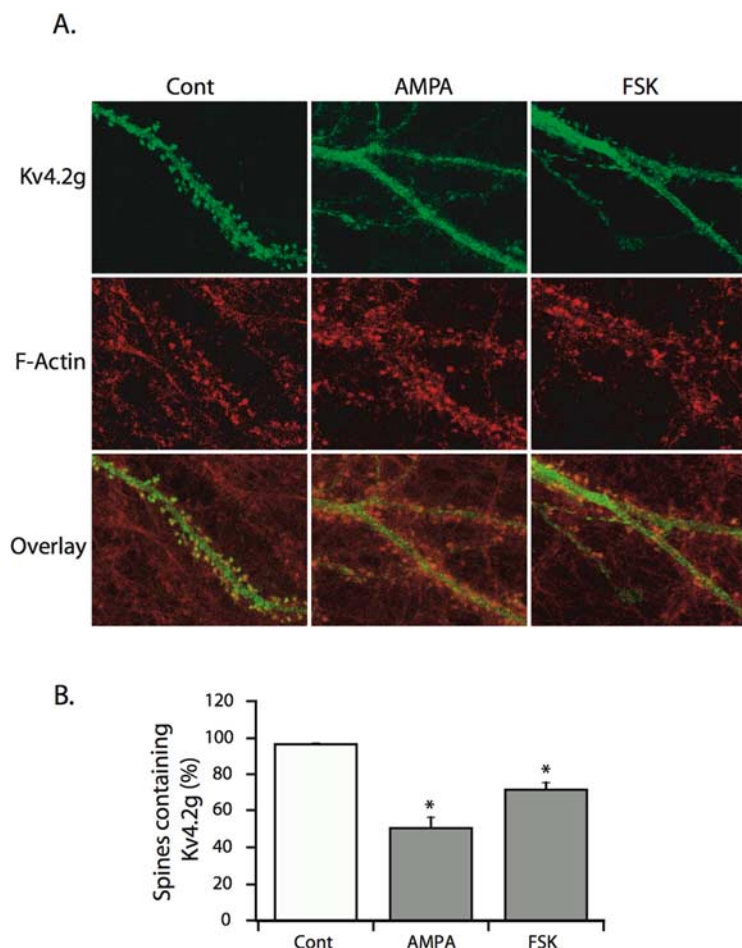 A.
Cont AMPA FSK
Kv4.2g
F-Actin
Overlay
B.
Spines containing
Kv4.2g (%)
120
100
80
60
40
20
0
*
*
Cont AMPA FSK